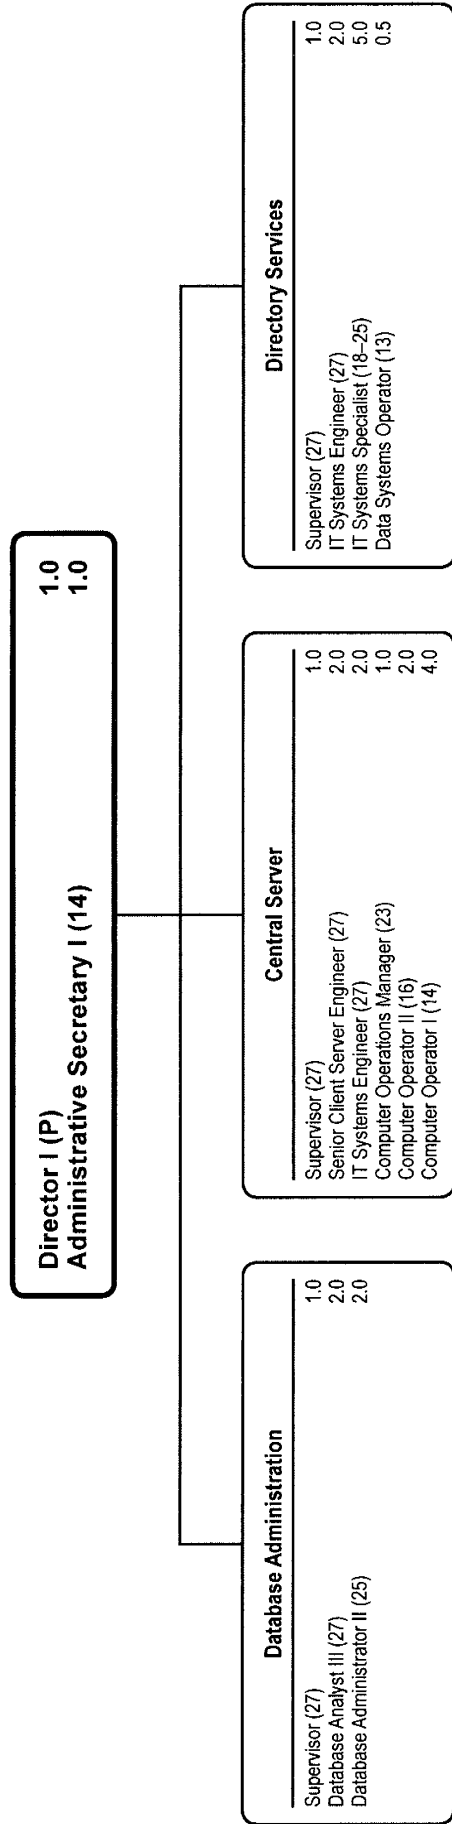 Director I (P) 1.0
Administrative Secretary I (14) 1.0
Database Administration
Supervisor (27) 1.0
Database Analyst III (27) 2.0
Database Administrator II (25) 2.0
Central Server
Supervisor (27) 1.0
Senior Client Server Engineer (27) 2.0
IT Systems Engineer (27) 2.0
Computer Operations Manager (23) 1.0
Computer Operator II (16) 2.0
Computer Operator I (14) 4.0
Directory Services
Supervisor (27) 1.0
IT Systems Engineer (27) 2.0
IT Systems Specialist (18–25) 5.0
Data Systems Operator (13) 0.5